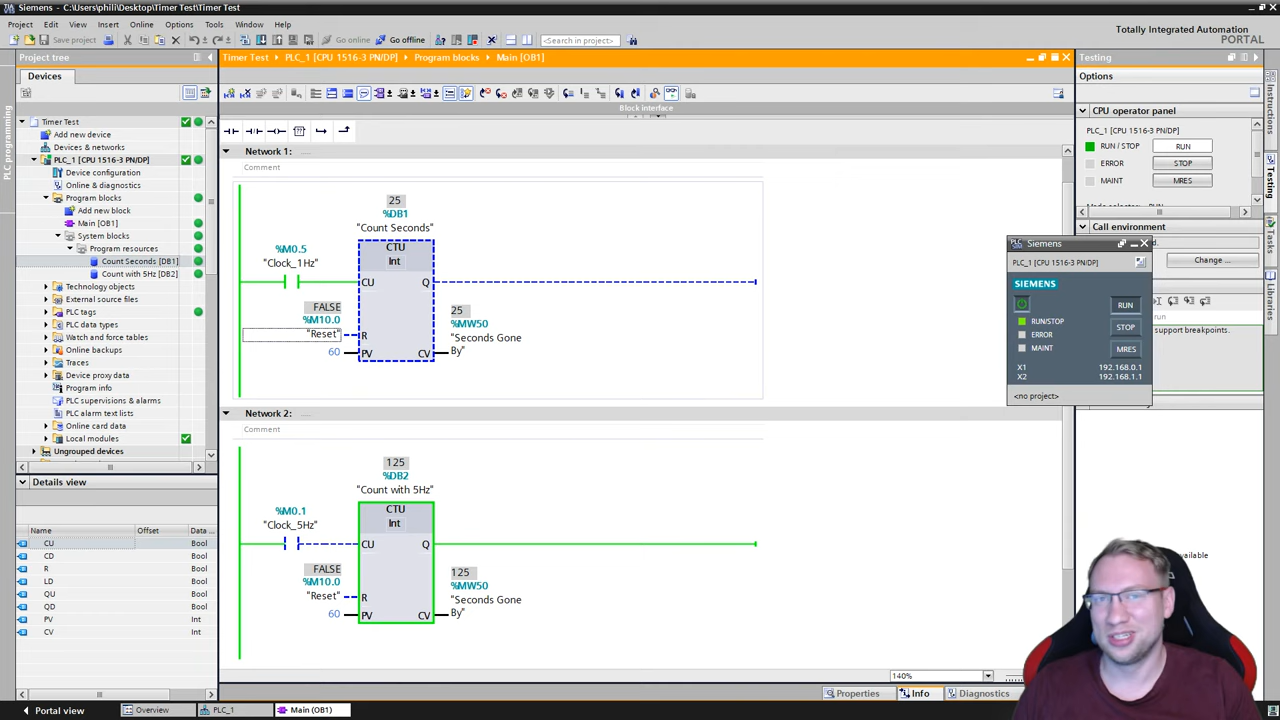 Siemens - C:\Users\phili\Desktop\Timer Test\Timer Test
Project Edit View Insert Online Options Tools Window Help
Totally Integrated Automation
PORTAL
Save project
Go online
Go offline
<Search in project>
Project tree
Timer Test PLC_1 [CPU 1516-3 PN/DP] Program blocks Main [OB1]
Testing
Devices
Options
PLC programming
Block interface
CPU operator panel
Timer Test
Add new device
Devices & networks
PLC_1 [CPU 1516-3 PN/DP]
Device configuration
Online & diagnostics
Program blocks
Add new block
Main [OB1]
System blocks
Program resources
Count Seconds [DB1]
Count with 5Hz [DB2]
Technology objects
External source files
PLC tags
PLC data types
Watch and force tables
Online backups
Traces
Device proxy data
Program info
PLC supervisions & alarms
PLC alarm text lists
Online card data
Local modules
Ungrouped devices
Details view
Name Offset Data ...
CU Bool
CD Bool
R Bool
LD Bool
QU Bool
QD Bool
PV Int
CV Int
Network 1: ....
Comment
25
%DB1
"Count Seconds"
CTU
Int
%M0.5
"Clock_1Hz"
CU Q
FALSE
%M10.0
"Reset" R
60 PV CV
25
%MW50
"Seconds Gone
By"
Network 2: ....
Comment
125
%DB2
"Count with 5Hz"
CTU
Int
%M0.1
"Clock_5Hz"
CU Q
FALSE
%M10.0
"Reset" R
60 PV CV
125
%MW50
"Seconds Gone
By"
140%
Properties Info Diagnostics
PLC_1 [CPU 1516-3 PN/DP]
RUN / STOP RUN
ERROR STOP
MAINT MRES
Call environment
Change ...
Siemens
PLC_1 [CPU 1516-3 PN/DP]
SIEMENS
RUN
RUN/STOP
STOP
ERROR
MAINT MRES
X1 192.168.0.1
X2 192.168.1.1
<no project>
support breakpoints.
Instructions
Testing
Tasks
Libraries
Portal view Overview PLC_1 Main (OB1)